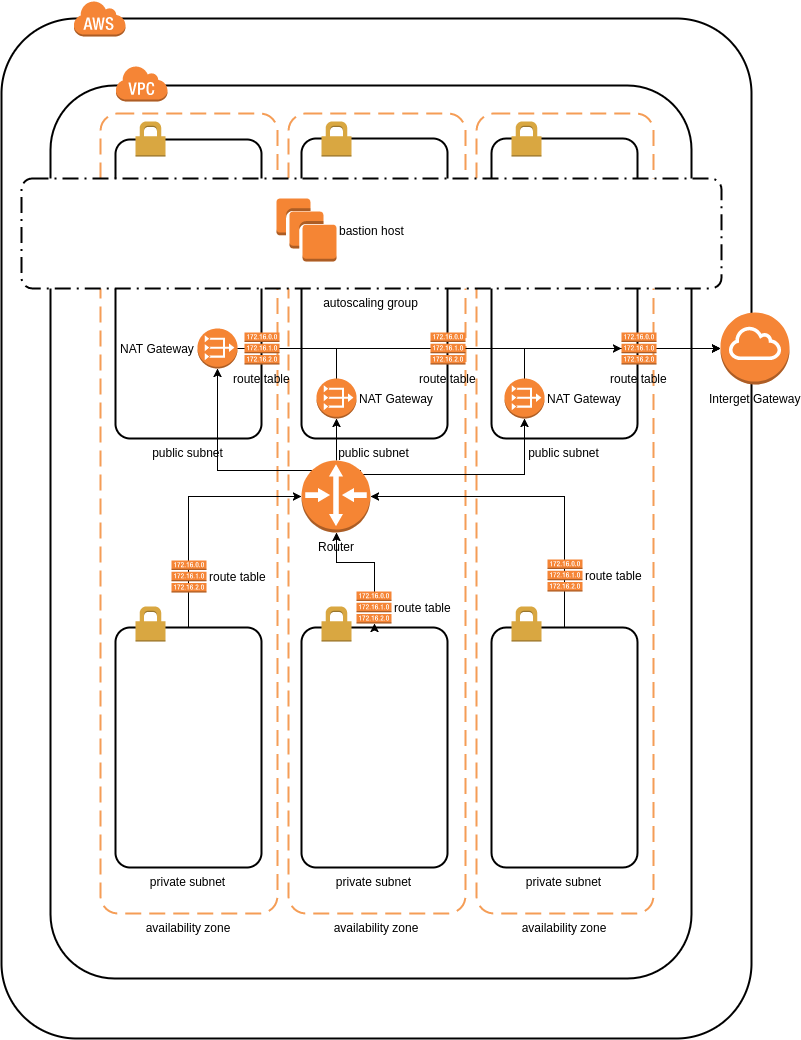 AWS
VPC
bastion host
autoscaling group
NAT Gateway
172.16.0.0
172.16.1.0
172.16.2.0
route table
172.16.0.0
172.16.1.0
172.16.2.0
route table
172.16.0.0
172.16.1.0
172.16.2.0
route table
NAT Gateway
NAT Gateway
Interget Gateway
public subnet
public subnet
public subnet
Router
172.16.0.0
172.16.1.0
172.16.2.0
route table
172.16.0.0
172.16.1.0
172.16.2.0
route table
172.16.0.0
172.16.1.0
172.16.2.0
route table
private subnet
private subnet
private subnet
availability zone
availability zone
availability zone